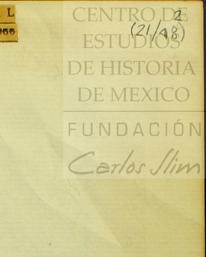 L
CENTRO DE
ESTUDIOS
DE HISTORIA
DE MEXICO
FUNDACIÓN
Carlos Slim
2
(21/48)